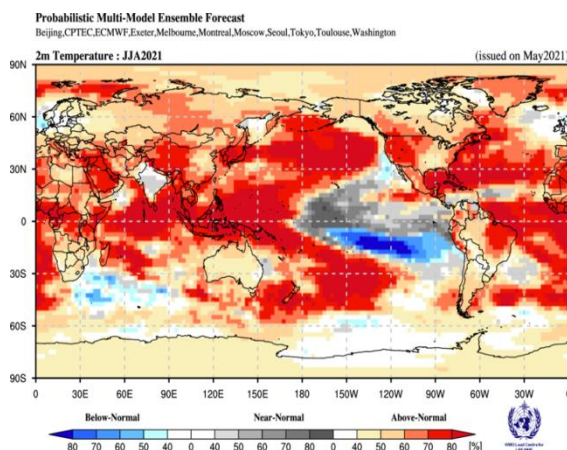 Probabilistic Multi-Model Ensemble Forecast
Beijing,CPTEC,ECMWF,Exeter,Melbourne,Montreal,Moscow,Seoul,Tokyo,Toulouse,Washington
2m Temperature : JJA2021 (issued on May2021)
90N
60N
30N
0
30S
60S
90S
0 30E 60E 90E 120E 150E 180 150W 120W 90W 60W 30W 0
Below-Normal Near-Normal Above-Normal
80 70 60 50 40 0 40 50 60 70 0 40 50 60 70 80 [%]